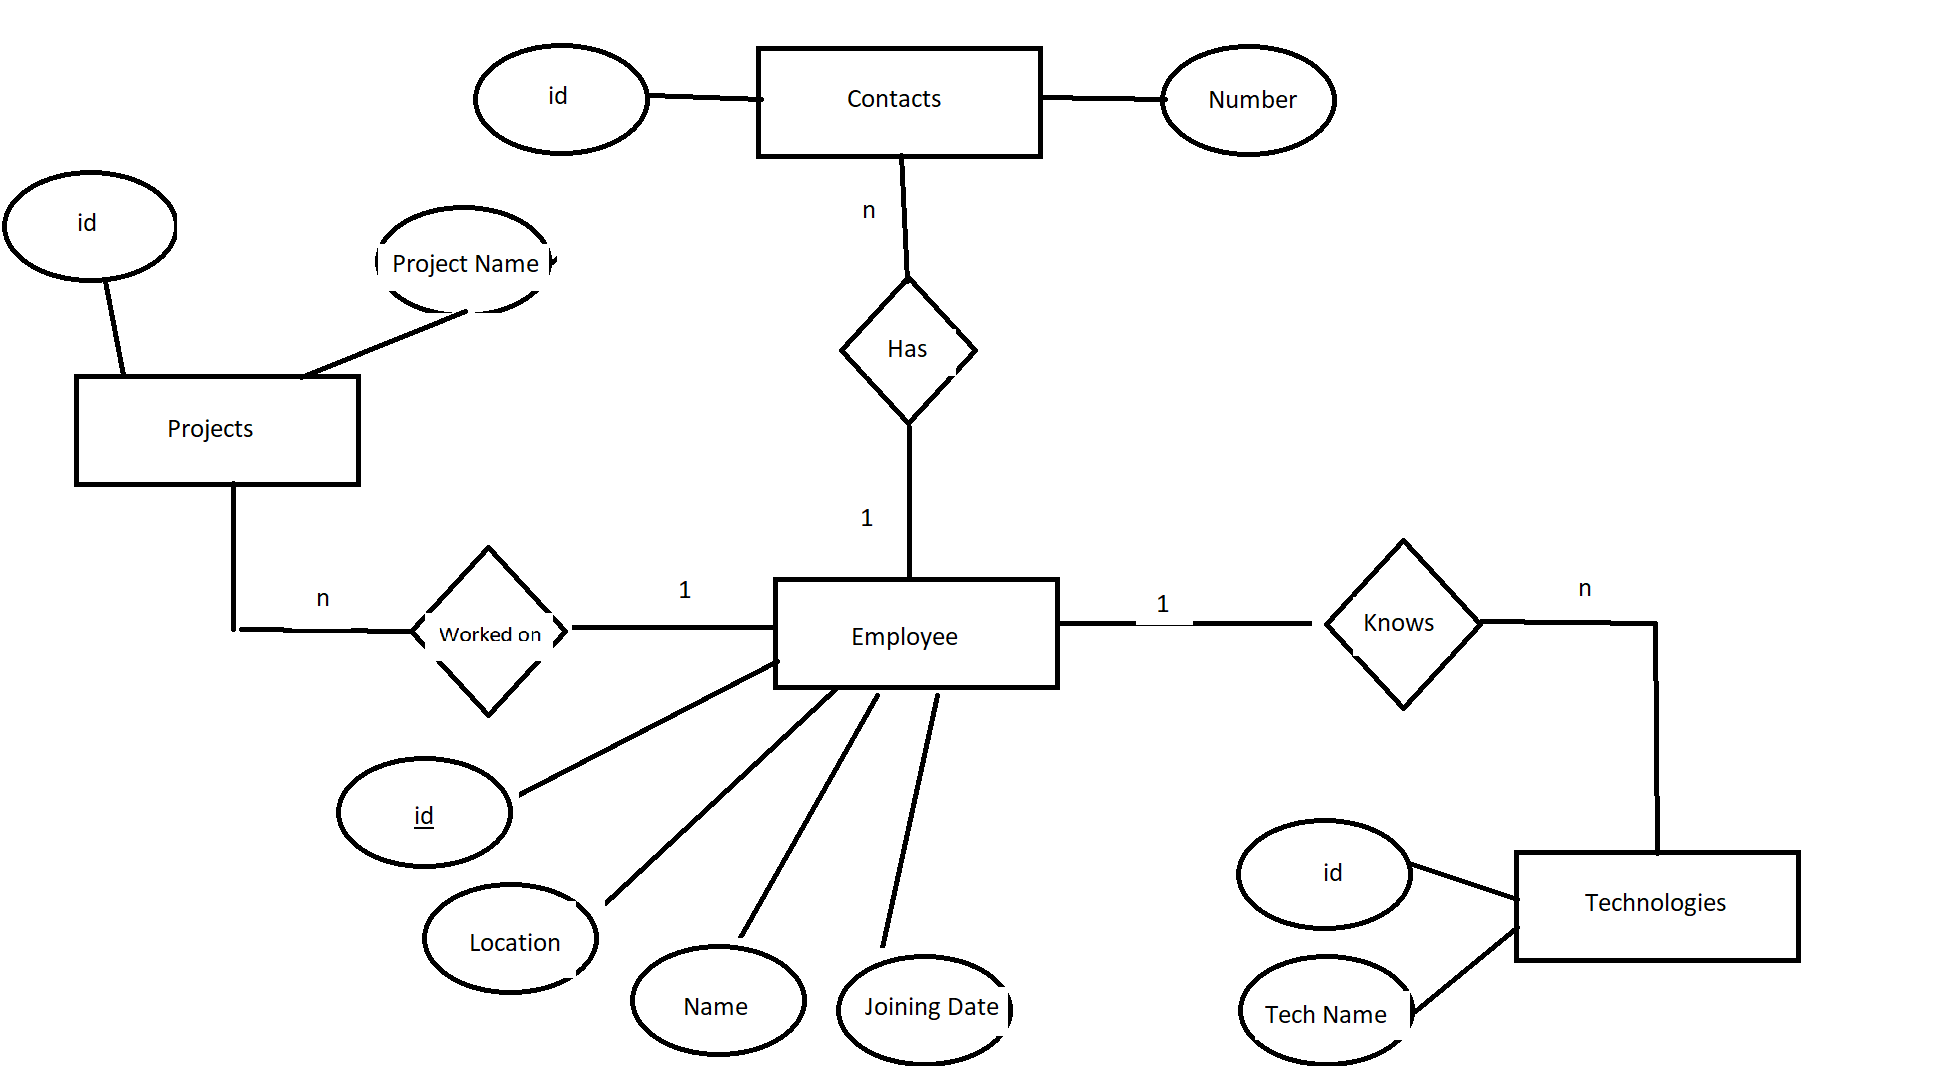 id
Contacts
Number
n
id
Project Name
Has
Projects
1
n
1
Worked on
Employee
1
Knows
n
id
Location
Name
Joining Date
id
Technologies
Tech Name